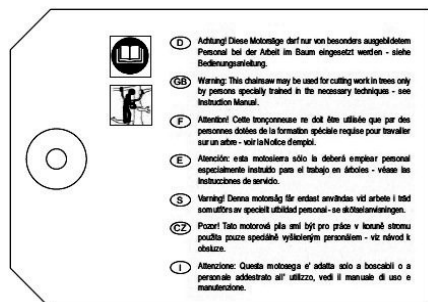 D Achtung! Diese Motorsäge darf nur von besonders ausgebildetem
Personal bei der Arbeit im Baum eingesetzt werden - siehe
Bedienungsanleitung.
GB Warning: This chainsaw may be used for cutting work in trees only
by persons specially trained in the necessary techniques - see
Instruction Manual.
F Attention! Cette tronçonneuse ne doit être utilisée que par des
personnes dotées de la formation spéciale requise pour travailler
sur un arbre - voir la Notice d'emploi.
E Atención: esta motosierra sólo la deberá emplear personal
especialmente instruido para el trabajo en árboles - véase las
Instrucciones de servicio.
S Varning! Denna motorsåg får endast användas vid arbete i träd
som utförs av speciellt utbildad personal - se skötselanvisningen.
CZ Pozor! Tato motorová pila smí být pro práce v koruně stromu
použita pouze speciálně vyškoleným personálem - viz návod k
obsluze.
I Attenzione: Questa motosega e' adatta solo a boscaioli o a
personale addestrato all' utilizzo, vedi il manuale di uso e
manutenzione.